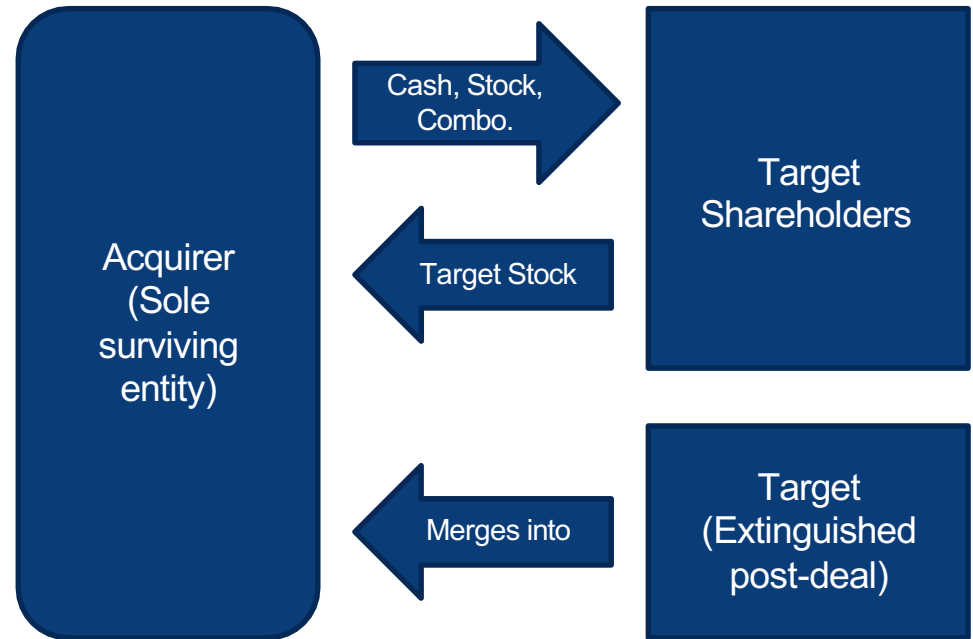 Acquirer
(Sole
surviving
entity)
Cash, Stock,
Combo.
Target
Shareholders
Target Stock
Merges into
Target
(Extinguished
post-deal)